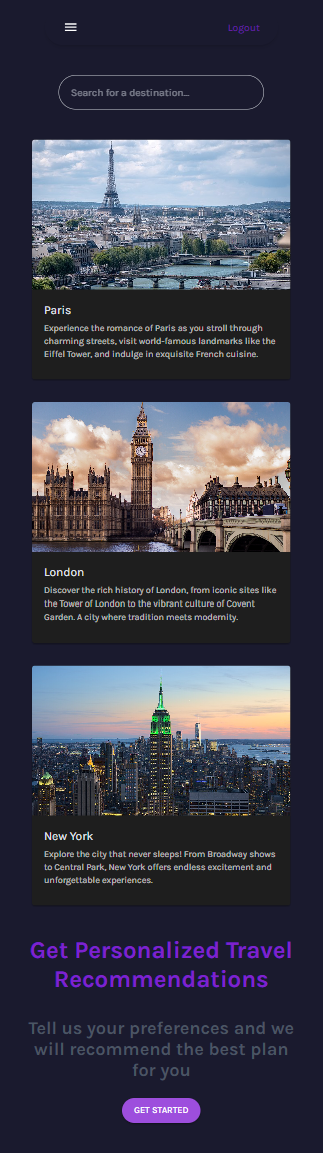 Logout
Search for a destination...
Paris
Experience the romance of Paris as you stroll through
charming streets, visit world-famous landmarks like the
Eiffel Tower, and indulge in exquisite French cuisine.
London
Discover the rich history of London, from iconic sites like
the Tower of London to the vibrant culture of Covent
Garden. A city where tradition meets modernity.
New York
Explore the city that never sleeps! From Broadway shows
to Central Park, New York offers endless excitement and
unforgettable experiences.
Get Personalized Travel
Recommendations
Tell us your preferences and we
will recommend the best plan
for you
GET STARTED